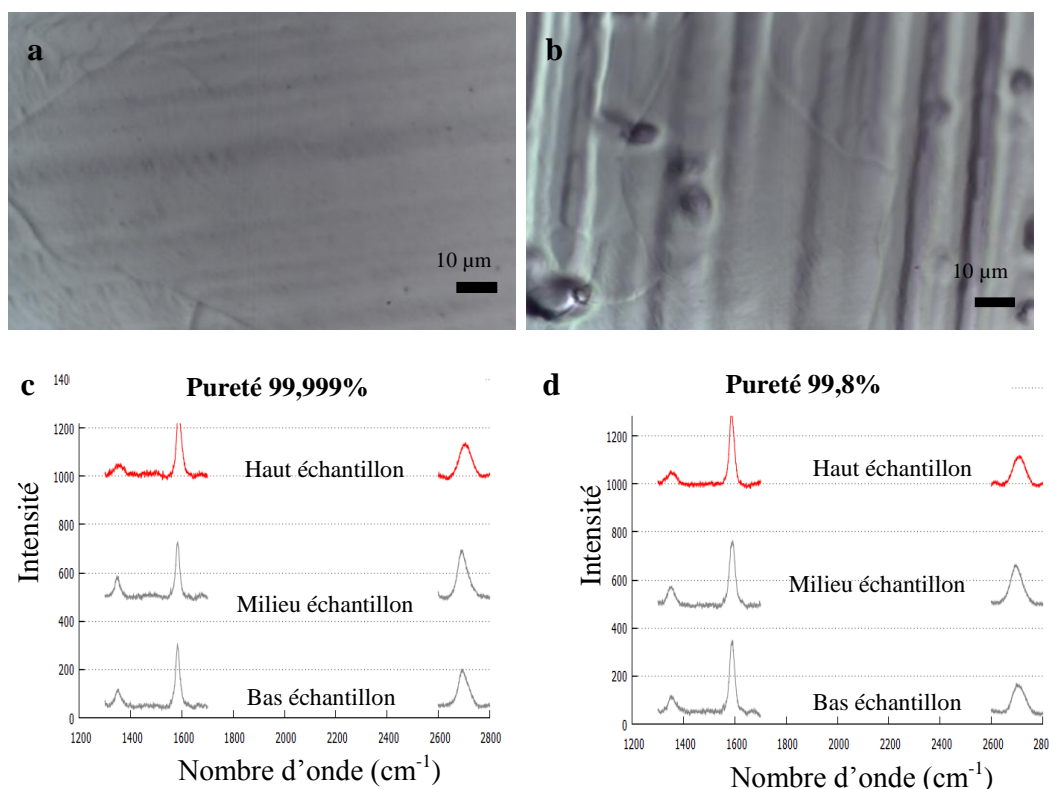 a
b
10 µm
10 µm
c
140
Pureté 99,999%
1200
1000
800
600
400
200
0
Intensité
Haut échantillon
Milieu échantillon
Bas échantillon
1200 1400 1600 1800 2000 2200 2400 2600 2800
Nombre d’onde (cm-1)
d
Pureté 99,8%
1200
1000
800
600
400
200
0
Intensité
Haut échantillon
Milieu échantillon
Bas échantillon
1200 1400 1600 1800 2000 2200 2400 2600 280
Nombre d’onde (cm-1)